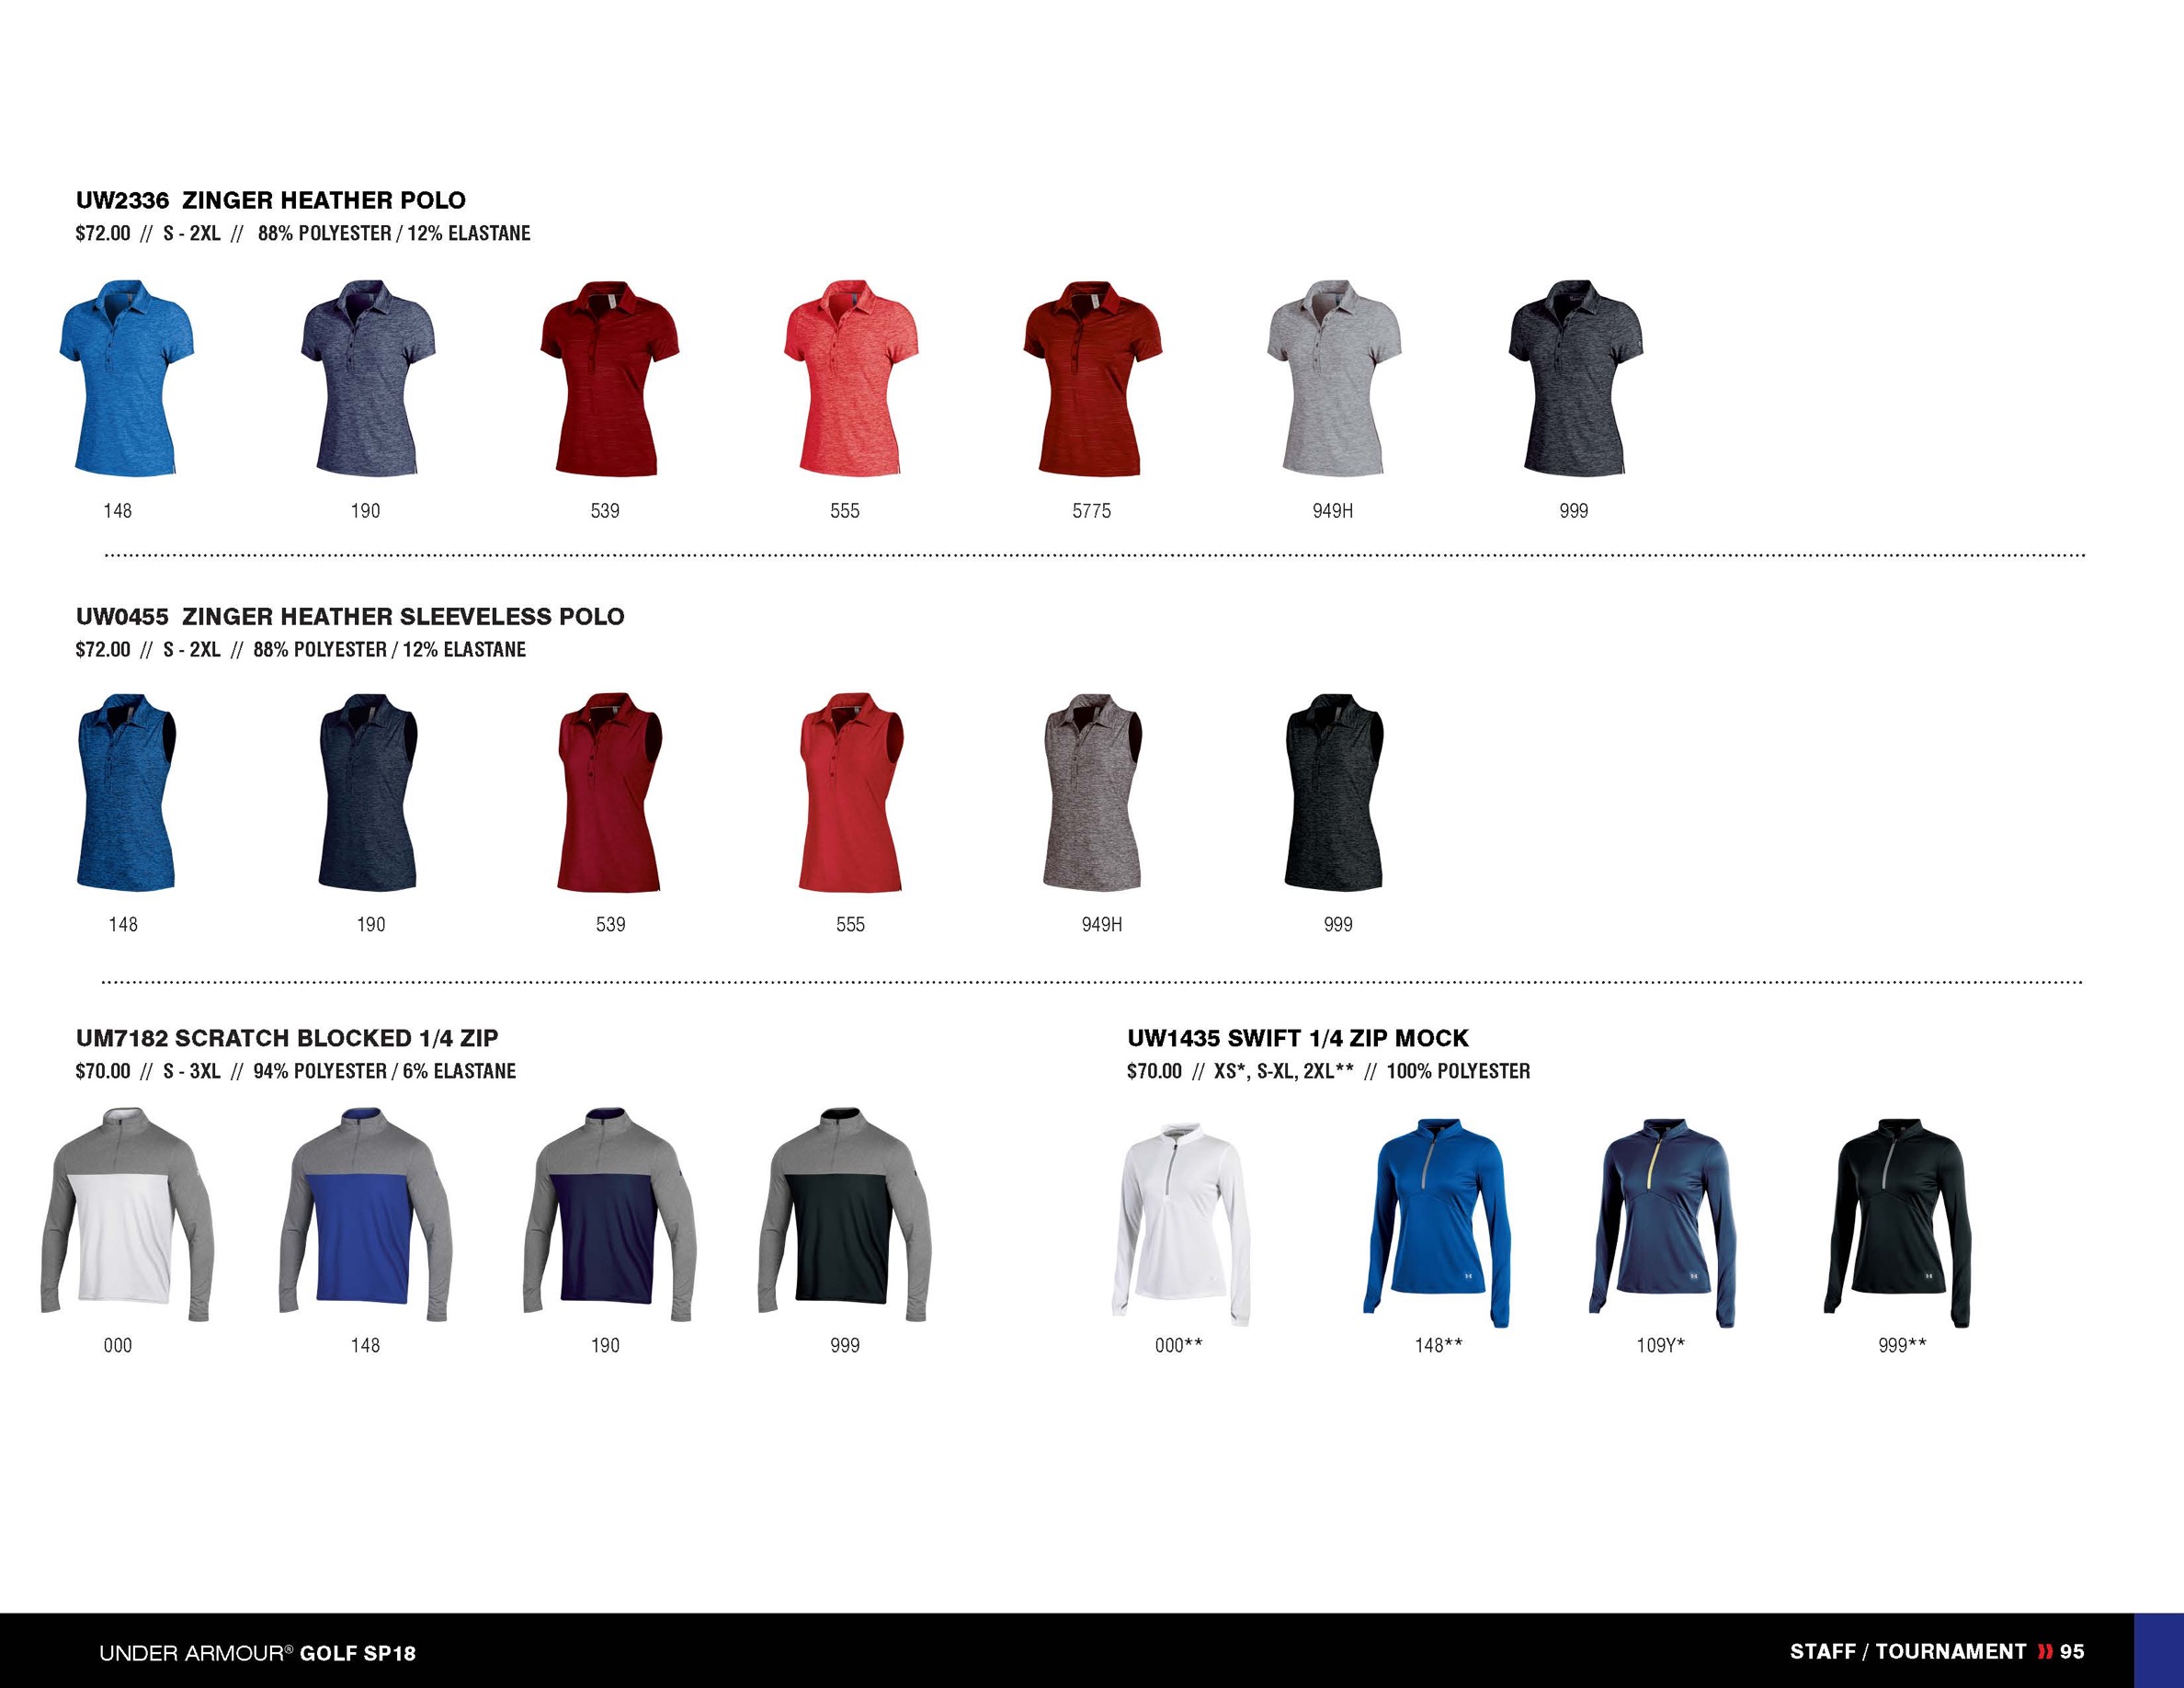 UW2336 ZINGER HEATHER POLO
$72.00 // S - 2XL // 88% POLYESTER / 12% ELASTANE
148 190 539 555 5775 949H 999
UW0455 ZINGER HEATHER SLEEVELESS POLO
$72.00 // S - 2XL // 88% POLYESTER / 12% ELASTANE
148 190 539 555 949H 999
UM7182 SCRATCH BLOCKED 1/4 ZIP
$70.00 // S - 3XL // 94% POLYESTER / 6% ELASTANE
000 148 190 999
UW1435 SWIFT 1/4 ZIP MOCK
$70.00 // XS*, S-XL, 2XL** // 100% POLYESTER
000** 148** 109Y* 999**
UNDER ARMOUR® GOLF SP18
STAFF / TOURNAMENT » 95